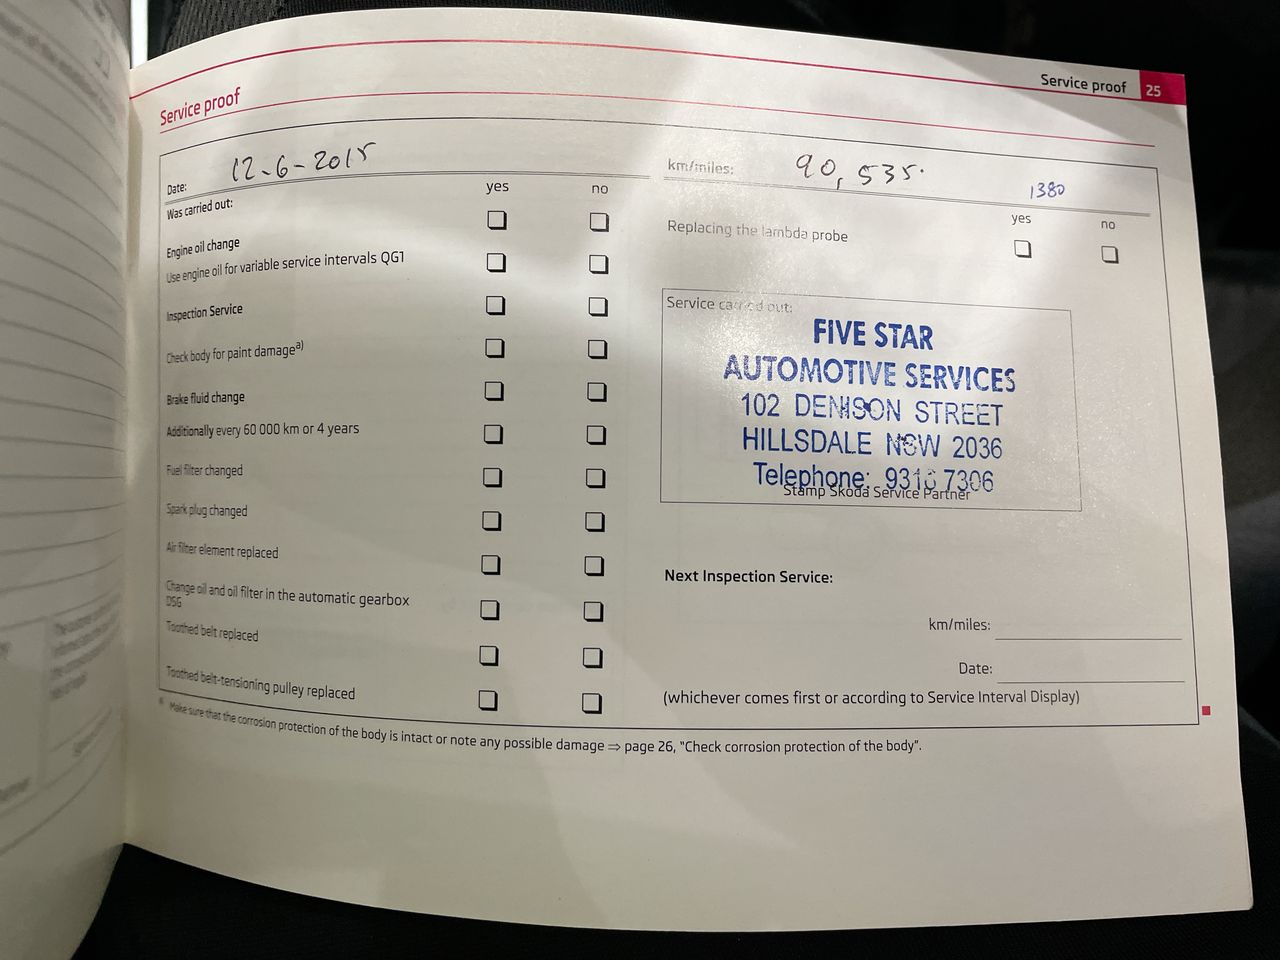 Service proof 25
Service proof
Date: 12-6-2015
yes no
Was carried out:
Engine oil change
Use engine oil for variable service intervals QG1
Inspection Service
Check body for paint damage a)
Brake fluid change
Additionally every 60 000 km or 4 years
Fuel filter changed
Spark plug changed
Air filter element replaced
Change oil and oil filter in the automatic gearbox
DSG
Toothed belt replaced
Toothed belt-tensioning pulley replaced
km/miles: 90,535.
1380
yes no
Replacing the lambda probe
Service carried out:
FIVE STAR
AUTOMOTIVE SERVICES
102 DENISON STREET
HILLSDALE NSW 2036
Telephone: 9316 7306
Stamp Škoda Service Partner
Next Inspection Service:
km/miles:
Date:
(whichever comes first or according to Service Interval Display)
a) Make sure that the corrosion protection of the body is intact or note any possible damage ⇒ page 26, "Check corrosion protection of the body".